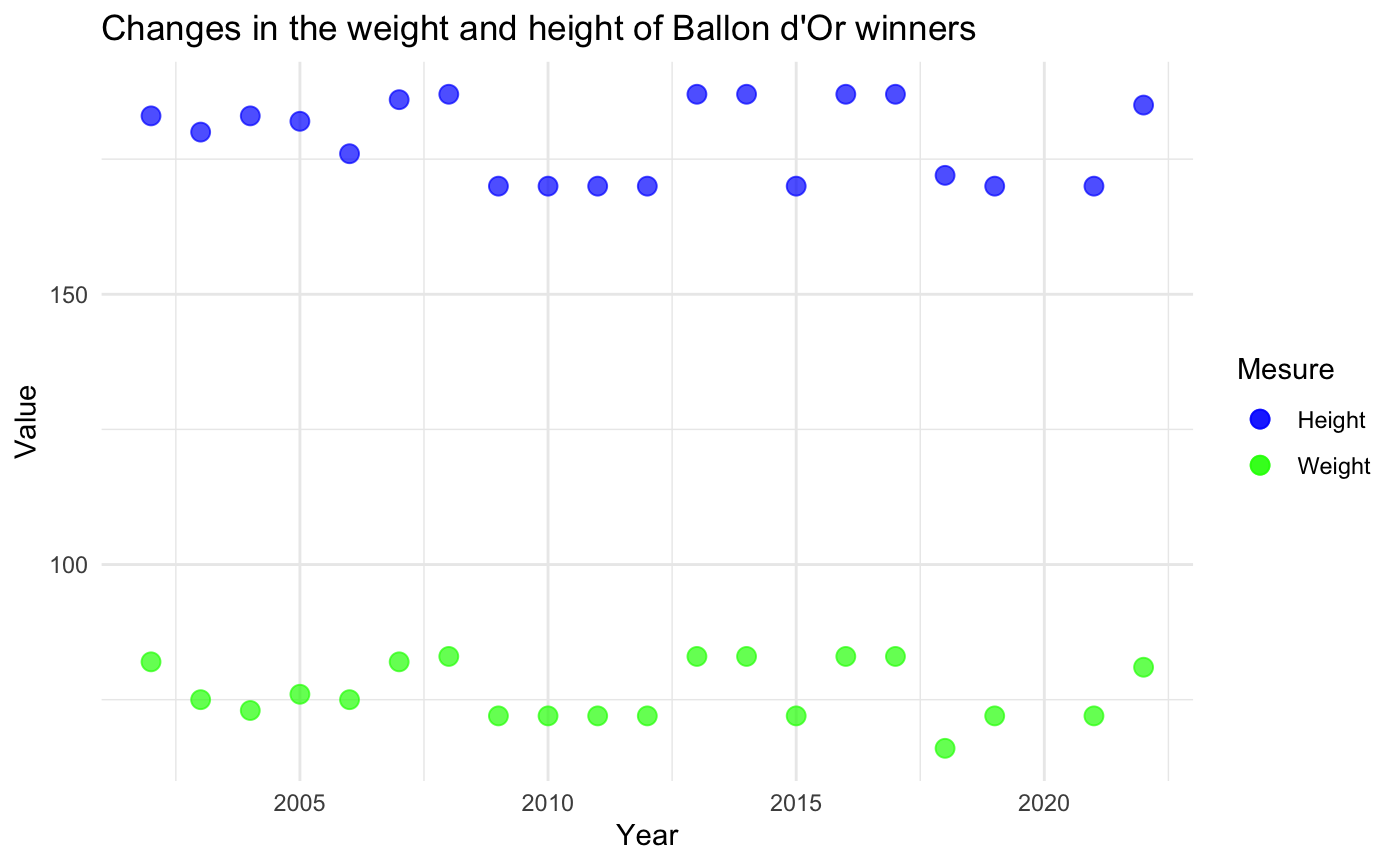 Changes in the weight and height of Ballon d'Or winners
150
100
Value
2005
2010
2015
2020
Year
Mesure
Height
Weight